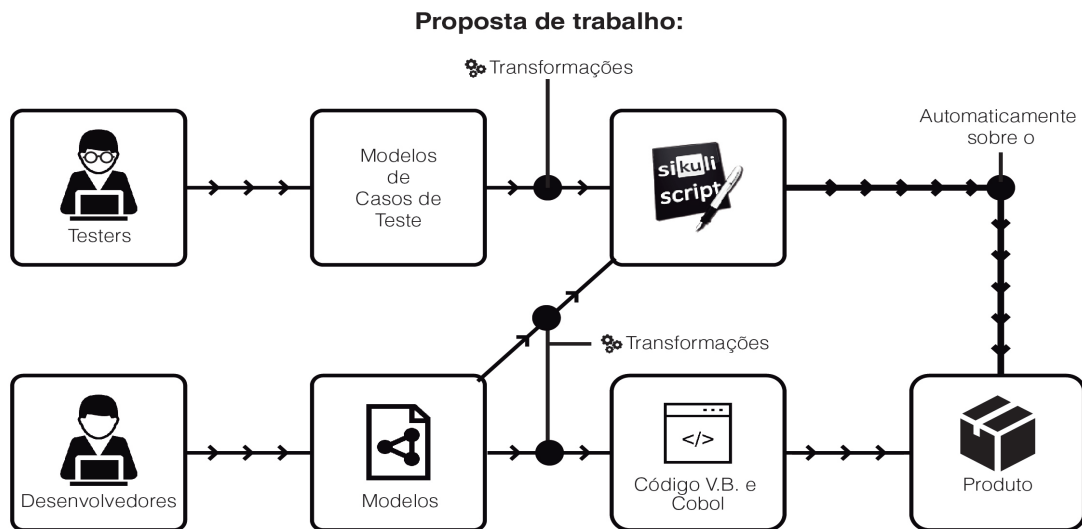 Proposta de trabalho:
Transformações
Automaticamente
sobre o
Testers
Modelos
de
Casos de
Teste
sikuli
script
Transformações
Desenvolvedores
Modelos
</>
Código V.B. e
Cobol
Produto